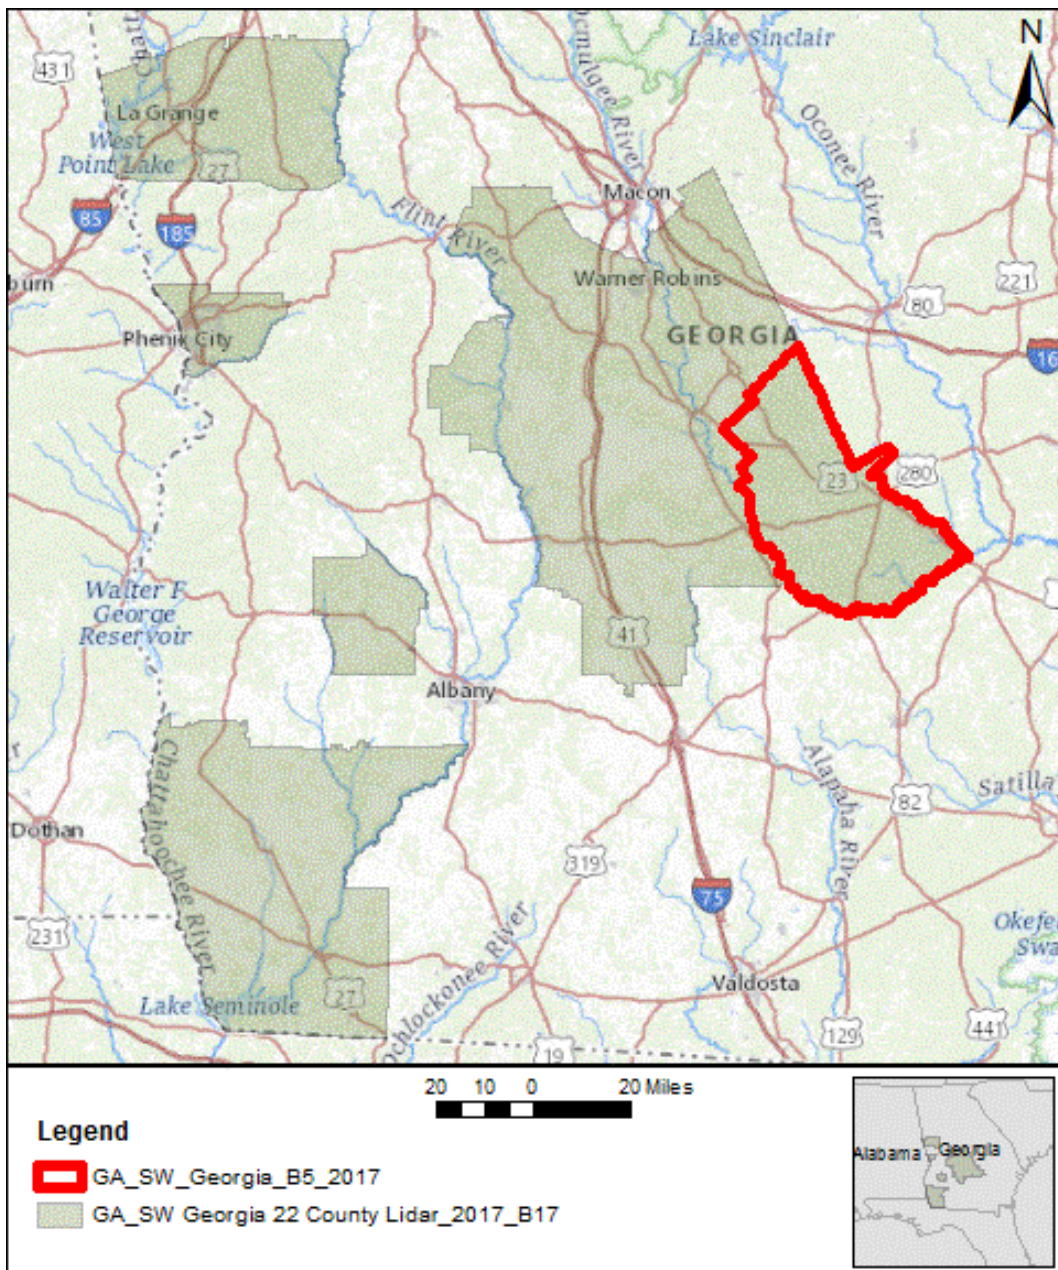 N
Lake Sinclair
Ocmulgee River
Oconee River
431
Chatt
La Grange
West
Point Lake
27
85
185
Macon
Flint River
Warner Robins
221
80
burn
Phenix City
GEORGIA
16
23
280
Walter F
George
Reservoir
41
Albany
Chattahoochee River
Alapaha River
82
Satilla
Dothan
319
75
231
Okefe
Swa
Valdosta
Lake Seminole
27
ochlockonee River
19
129
441
20 10 0 20 Miles
Legend
GA_SW_Georgia_B5_2017
GA_SW Georgia 22 County Lidar_2017_B17
Alabama
Georgia